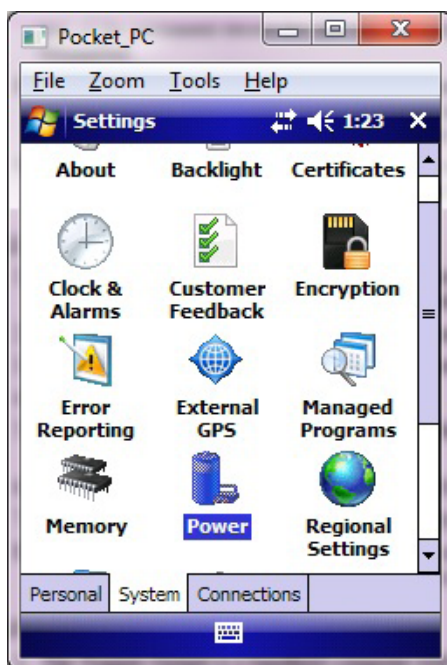 Pocket_PC
File Zoom Tools Help
Settings 1:23
About Backlight Certificates
Clock & Alarms
Customer Feedback
Encryption
Error Reporting
External GPS
Managed Programs
Memory
Power
Regional Settings
Personal System Connections